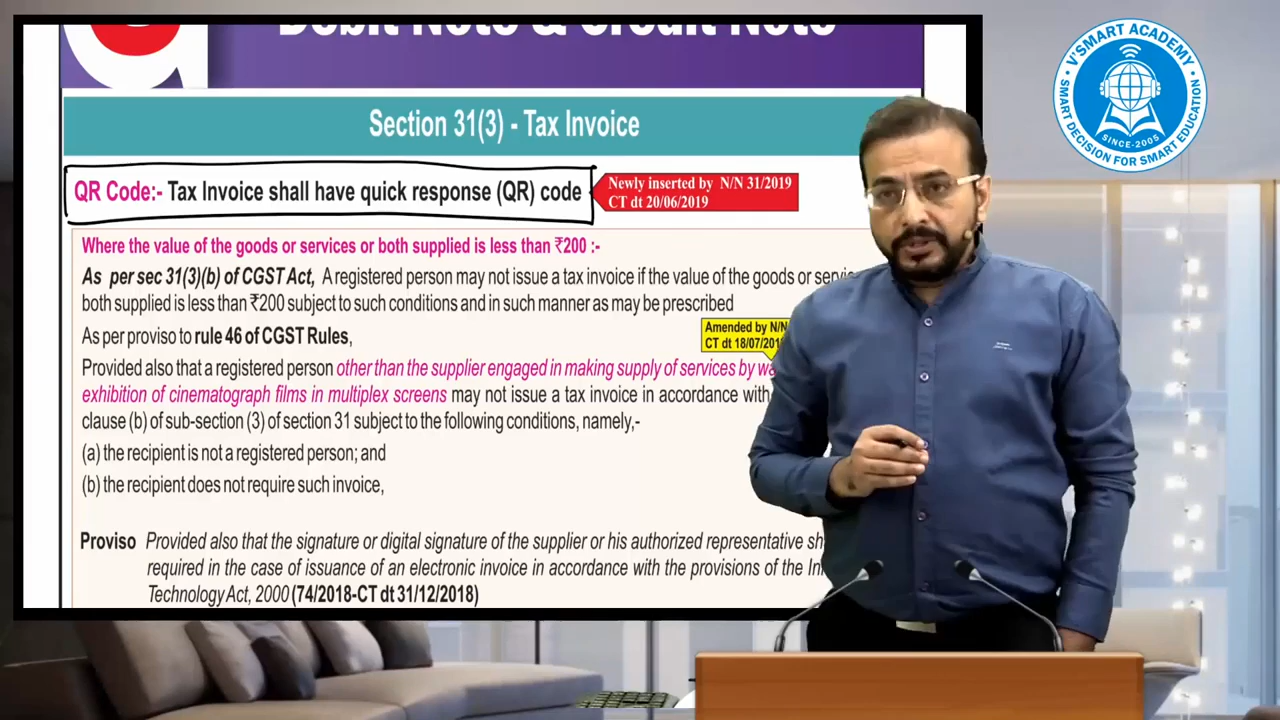 Debit Note & Credit Note
Section 31(3) - Tax Invoice
QR Code:- Tax Invoice shall have quick response (QR) code
Newly inserted by N/N 31/2019
CT dt 20/06/2019
Where the value of the goods or services or both supplied is less than ₹200 :-
As per sec 31(3)(b) of CGST Act, A registered person may not issue a tax invoice if the value of the goods or
both supplied is less than ₹200 subject to such conditions and in such manner as may be prescribed
As per proviso to rule 46 of CGST Rules,
Amended by N/N
CT dt 18/07/
Provided also that a registered person other than the supplier engaged in making supply of services by
exhibition of cinematograph films in multiplex screens may not issue a tax invoice in accordance with
clause (b) of sub-section (3) of section 31 subject to the following conditions, namely,-
(a) the recipient is not a registered person; and
(b) the recipient does not require such invoice,
Proviso Provided also that the signature or digital signature of the supplier or his authorized representative
required in the case of issuance of an electronic invoice in accordance with the provisions of the
Technology Act, 2000 (74/2018-CT dt 31/12/2018)
V'SMART ACADEMY
SINCE-2005
SMART DECISION FOR SMART EDUCATION